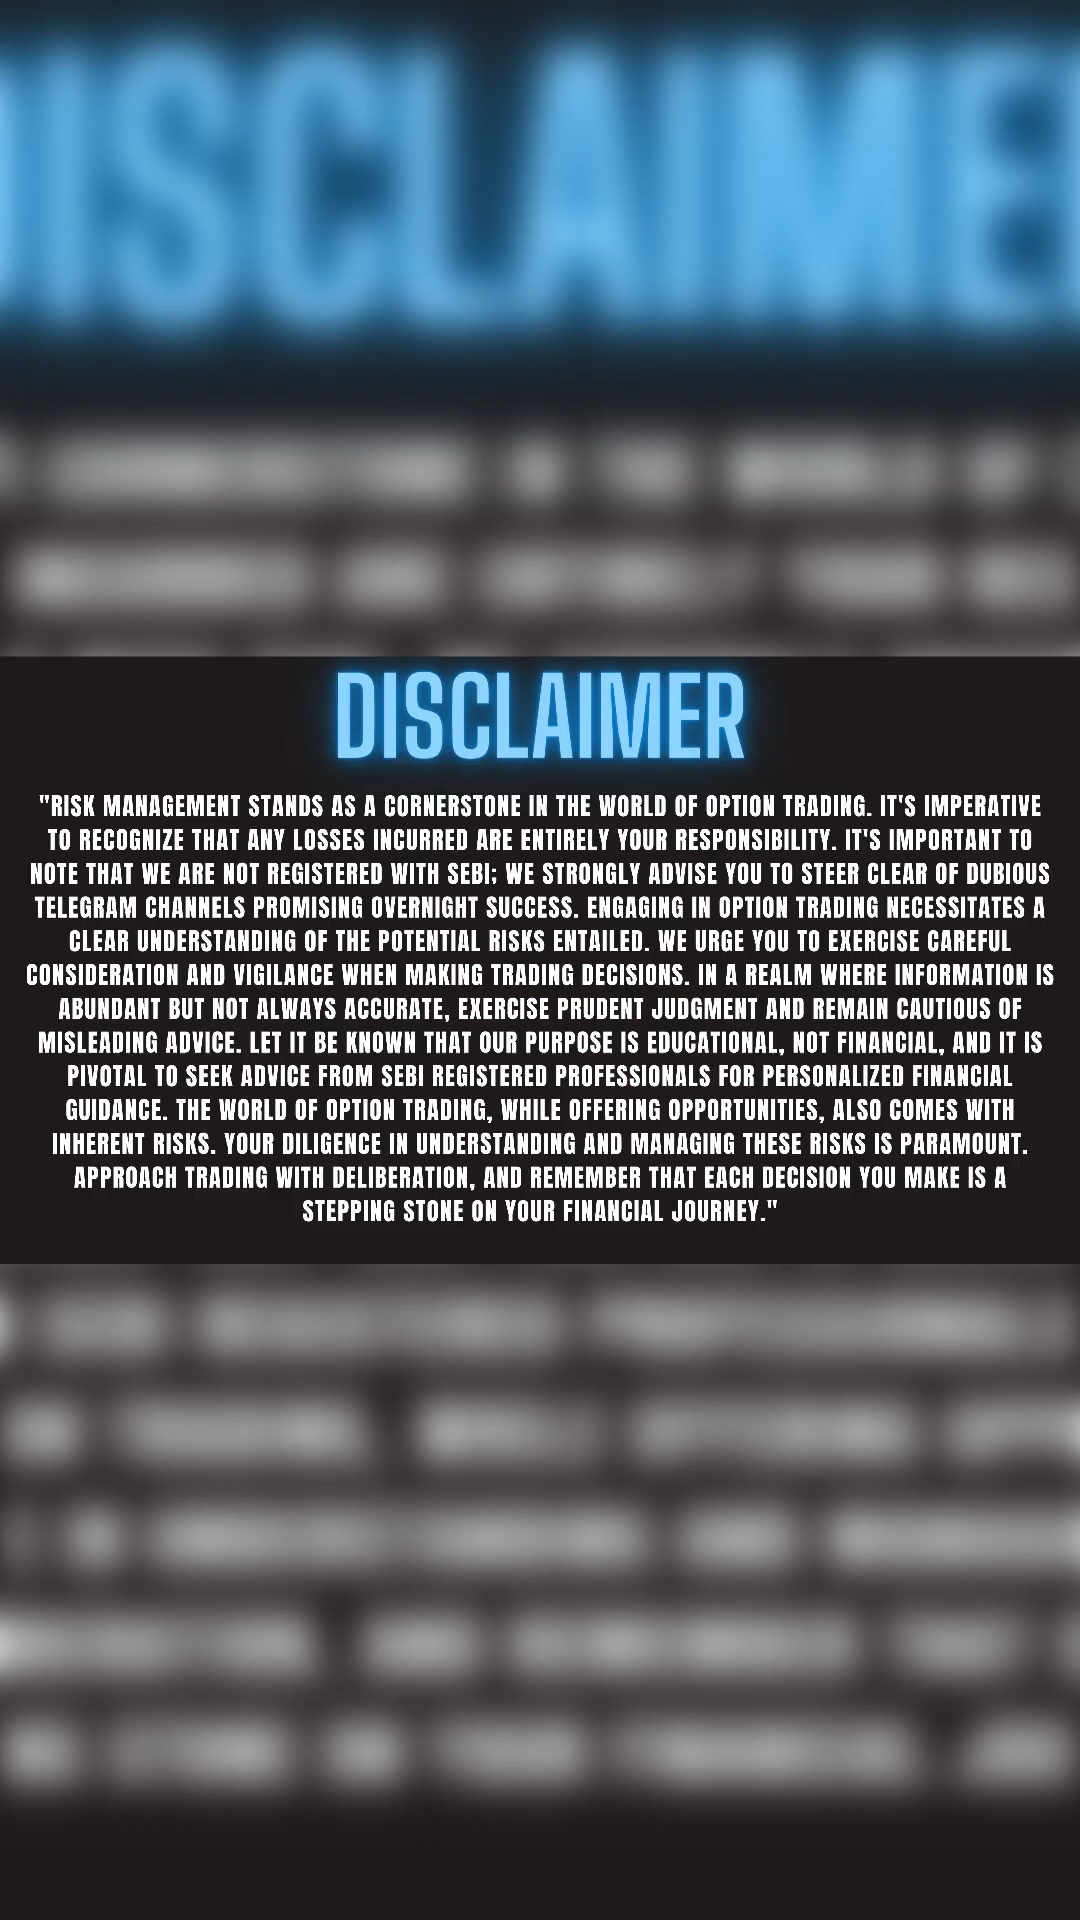 DISCLAIMER
"RISK MANAGEMENT STANDS AS A CORNERSTONE IN THE WORLD OF OPTION TRADING. IT'S IMPERATIVE
TO RECOGNIZE THAT ANY LOSSES INCURRED ARE ENTIRELY YOUR RESPONSIBILITY. IT'S IMPORTANT TO
NOTE THAT WE ARE NOT REGISTERED WITH SEBI; WE STRONGLY ADVISE YOU TO STEER CLEAR OF DUBIOUS
TELEGRAM CHANNELS PROMISING OVERNIGHT SUCCESS. ENGAGING IN OPTION TRADING NECESSITATES A
CLEAR UNDERSTANDING OF THE POTENTIAL RISKS ENTAILED. WE URGE YOU TO EXERCISE CAREFUL
CONSIDERATION AND VIGILANCE WHEN MAKING TRADING DECISIONS. IN A REALM WHERE INFORMATION IS
ABUNDANT BUT NOT ALWAYS ACCURATE, EXERCISE PRUDENT JUDGMENT AND REMAIN CAUTIOUS OF
MISLEADING ADVICE. LET IT BE KNOWN THAT OUR PURPOSE IS EDUCATIONAL, NOT FINANCIAL, AND IT IS
PIVOTAL TO SEEK ADVICE FROM SEBI REGISTERED PROFESSIONALS FOR PERSONALIZED FINANCIAL
GUIDANCE. THE WORLD OF OPTION TRADING, WHILE OFFERING OPPORTUNITIES, ALSO COMES WITH
INHERENT RISKS. YOUR DILIGENCE IN UNDERSTANDING AND MANAGING THESE RISKS IS PARAMOUNT.
APPROACH TRADING WITH DELIBERATION, AND REMEMBER THAT EACH DECISION YOU MAKE IS A
STEPPING STONE ON YOUR FINANCIAL JOURNEY."